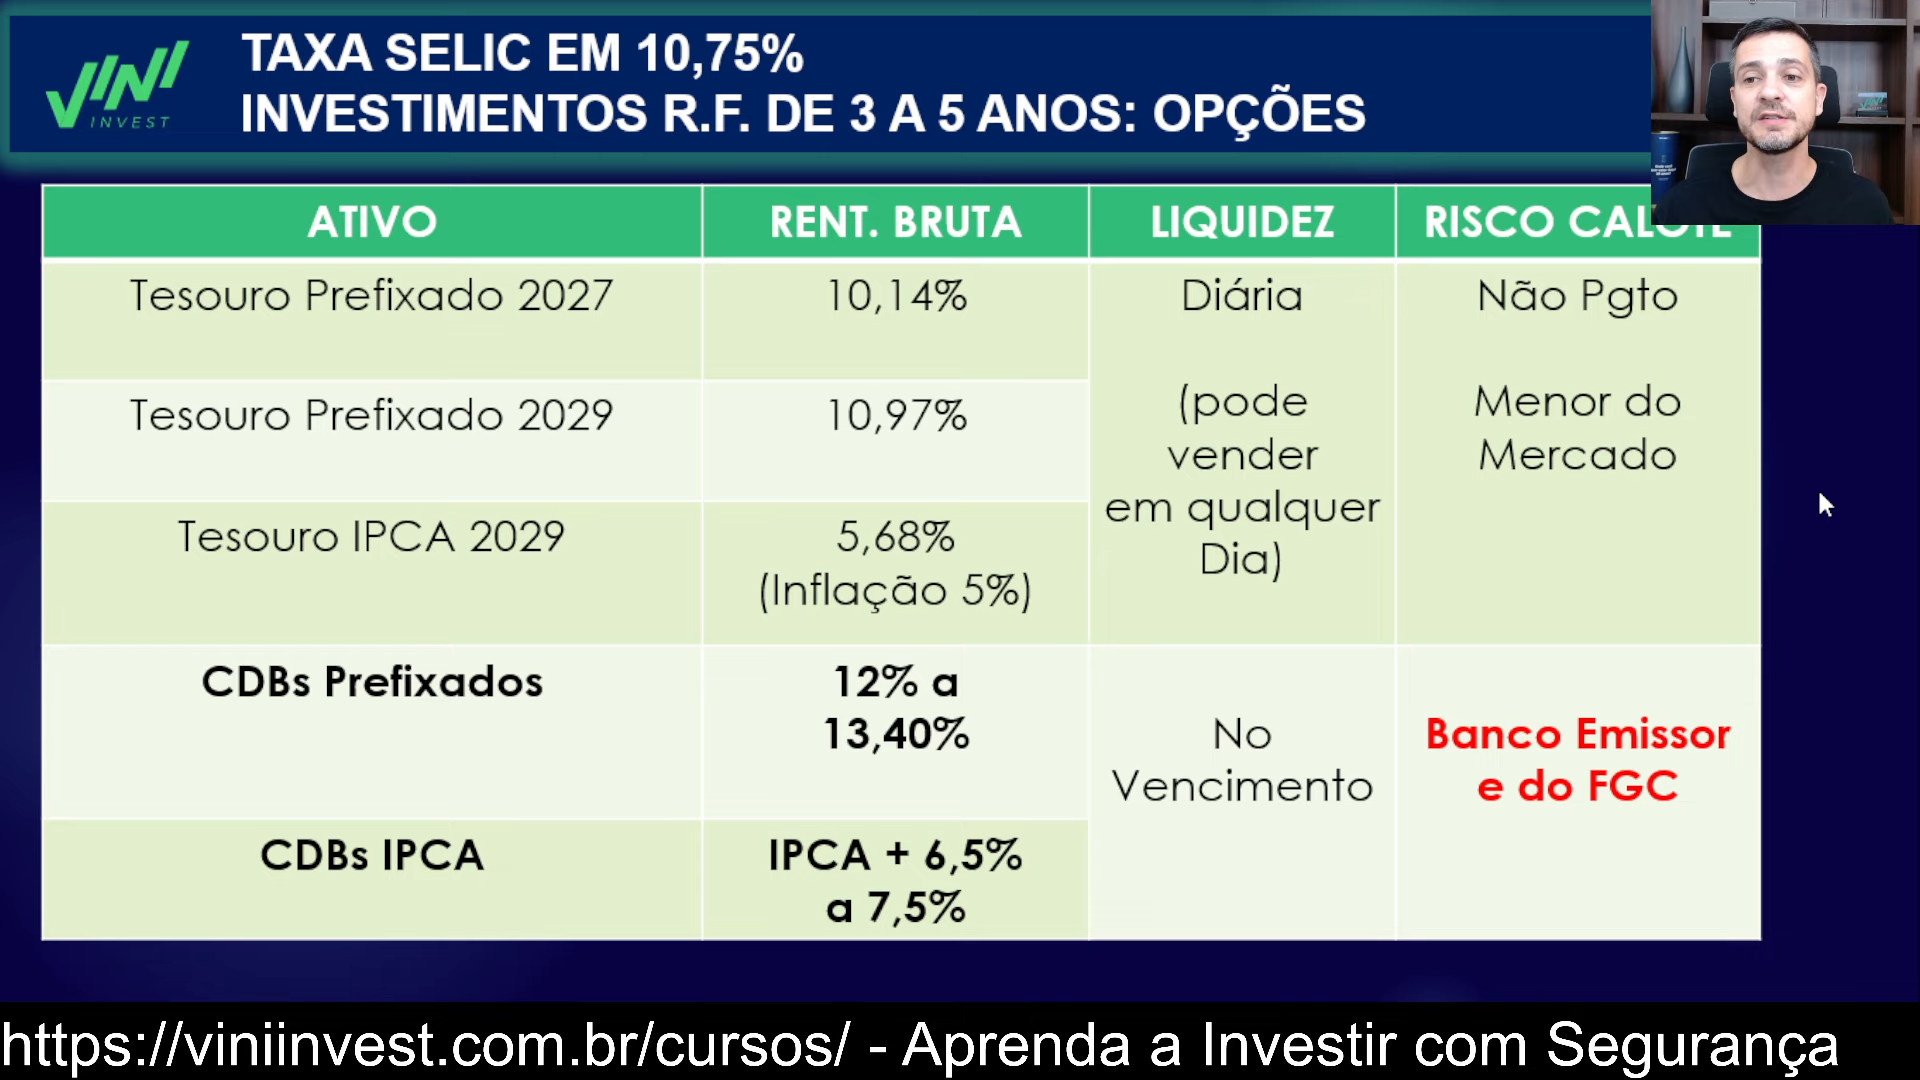 VINI
INVEST
TAXA SELIC EM 10,75%
INVESTIMENTOS R.F. DE 3 A 5 ANOS: OPÇÕES
ATIVO
RENT. BRUTA
LIQUIDEZ
RISCO CALOTE
Tesouro Prefixado 2027
10,14%
Diária
Não Pgto
Tesouro Prefixado 2029
10,97%
(pode
vender
em qualquer
Dia)
Menor do
Mercado
Tesouro IPCA 2029
5,68%
(Inflação 5%)
CDBs Prefixados
12% a
13,40%
No
Vencimento
Banco Emissor
e do FGC
CDBs IPCA
IPCA + 6,5%
a 7,5%
https://viniinvest.com.br/cursos/ - Aprenda a Investir com Segurança